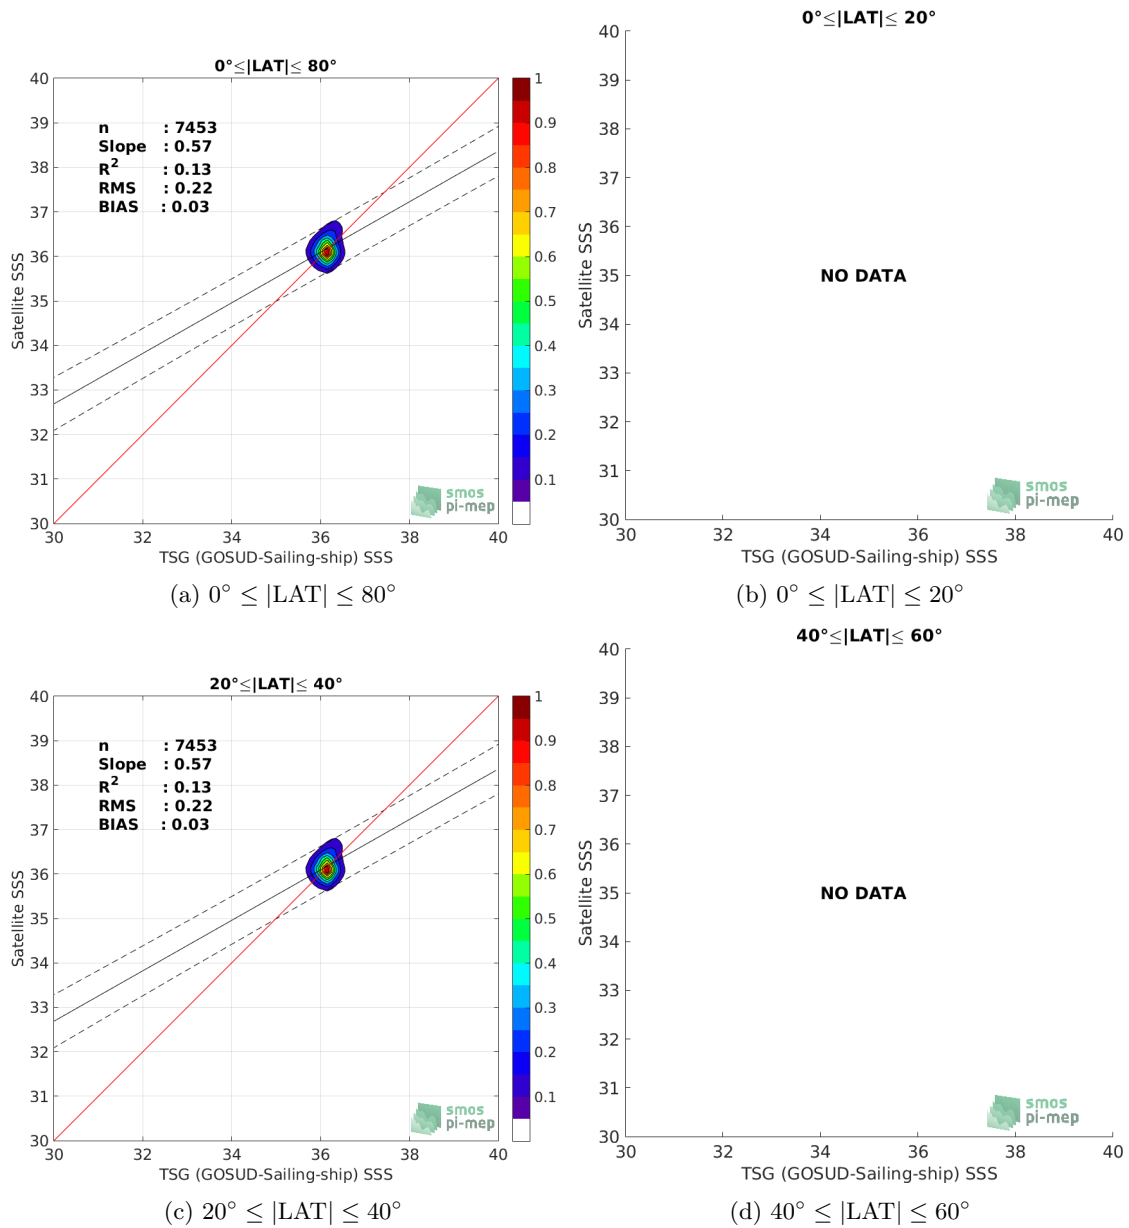 0°≤|LAT|≤ 80°
40
39
38
37
36
35
34
33
32
31
30
Satellite SSS
n : 7453
Slope : 0.57
R2 : 0.13
RMS : 0.22
BIAS : 0.03
1
0.9
0.8
0.7
0.6
0.5
0.4
0.3
0.2
0.1
smos
pi-mep
30 32 34 36 38 40
TSG (GOSUD-Sailing-ship) SSS
(a) 0° ≤ |LAT| ≤ 80°
0°≤|LAT|≤ 20°
40
39
38
37
36
35
34
33
32
31
30
Satellite SSS
NO DATA
smos
pi-mep
30 32 34 36 38 40
TSG (GOSUD-Sailing-ship) SSS
(b) 0° ≤ |LAT| ≤ 20°
20°≤|LAT|≤ 40°
40
39
38
37
36
35
34
33
32
31
30
Satellite SSS
n : 7453
Slope : 0.57
R2 : 0.13
RMS : 0.22
BIAS : 0.03
1
0.9
0.8
0.7
0.6
0.5
0.4
0.3
0.2
0.1
smos
pi-mep
30 32 34 36 38 40
TSG (GOSUD-Sailing-ship) SSS
(c) 20° ≤ |LAT| ≤ 40°
40°≤|LAT|≤ 60°
40
39
38
37
36
35
34
33
32
31
30
Satellite SSS
NO DATA
smos
pi-mep
30 32 34 36 38 40
TSG (GOSUD-Sailing-ship) SSS
(d) 40° ≤ |LAT| ≤ 60°